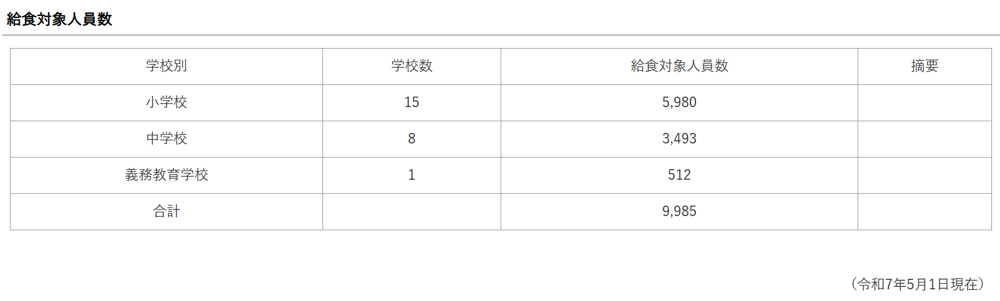 給食対象人員数
学校別 学校数 給食対象人員数 摘要
小学校 15 5,980
中学校 8 3,493
義務教育学校 1 512
合計 9,985
（令和7年5月1日現在）